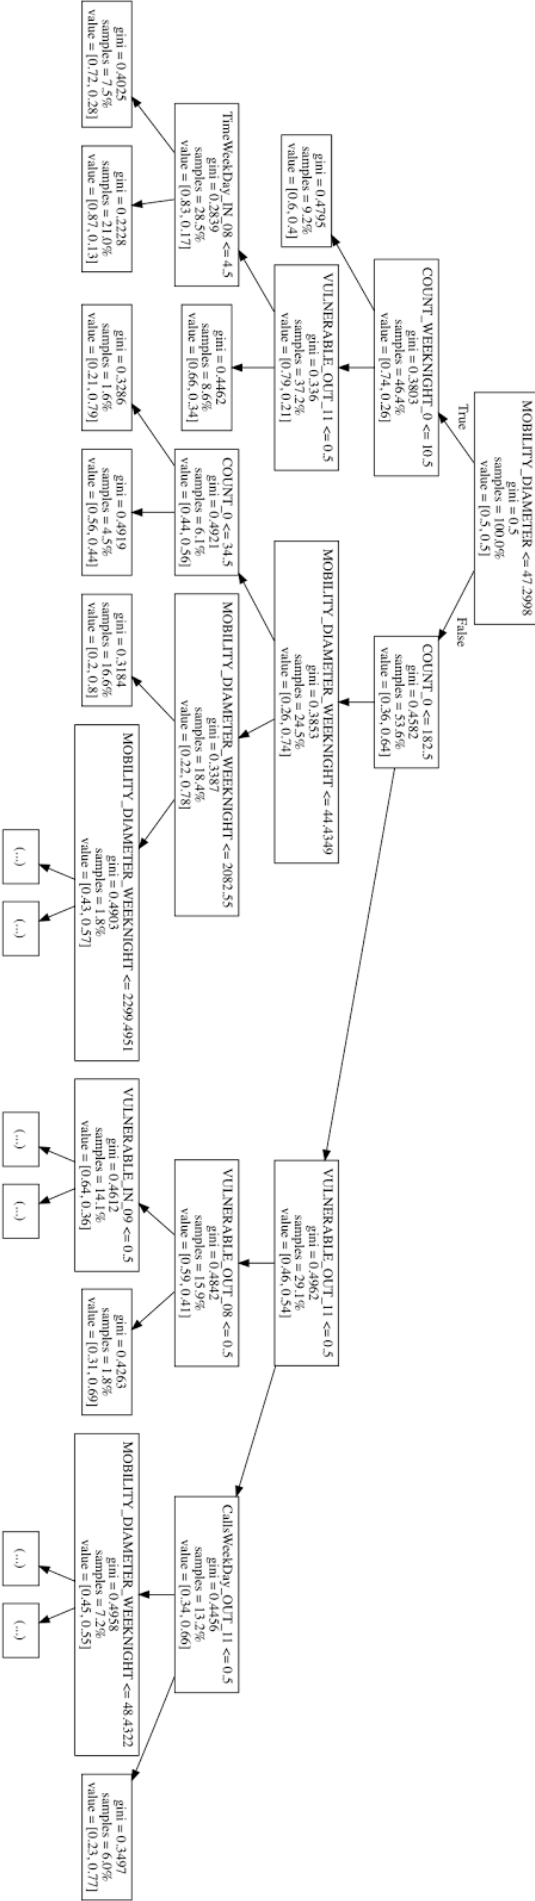 MOBILITY_DIAMETER <= 47.2998
gini = 0.5
samples = 100.0%
value = [0.5, 0.5]
True
False
COUNT_WEEKNIGHT_0 <= 10.5
gini = 0.3803
samples = 46.4%
value = [0.74, 0.26]
COUNT_0 <= 182.5
gini = 0.4582
samples = 53.6%
value = [0.36, 0.64]
gini = 0.4795
samples = 9.2%
value = [0.6, 0.4]
VULNERABLE_OUT_11 <= 0.5
gini = 0.336
samples = 37.2%
value = [0.79, 0.21]
MOBILITY_DIAMETER_WEEKNIGHT <= 44.4349
gini = 0.3853
samples = 24.5%
value = [0.26, 0.74]
VULNERABLE_OUT_11 <= 0.5
gini = 0.4962
samples = 29.1%
value = [0.46, 0.54]
TimeWeekDay_IN_08 <= 4.5
gini = 0.2839
samples = 28.5%
value = [0.83, 0.17]
gini = 0.4462
samples = 8.6%
value = [0.66, 0.34]
COUNT_0 <= 34.5
gini = 0.4921
samples = 6.1%
value = [0.44, 0.56]
MOBILITY_DIAMETER_WEEKNIGHT <= 2082.55
gini = 0.3387
samples = 18.4%
value = [0.22, 0.78]
VULNERABLE_OUT_08 <= 0.5
gini = 0.4842
samples = 15.9%
value = [0.59, 0.41]
CallsWeekDay_OUT_11 <= 0.5
gini = 0.4456
samples = 13.2%
value = [0.34, 0.66]
gini = 0.4025
samples = 7.5%
value = [0.72, 0.28]
gini = 0.2228
samples = 21.0%
value = [0.87, 0.13]
gini = 0.3286
samples = 1.6%
value = [0.21, 0.79]
gini = 0.4919
samples = 4.5%
value = [0.56, 0.44]
gini = 0.3184
samples = 16.6%
value = [0.2, 0.8]
MOBILITY_DIAMETER_WEEKNIGHT <= 2299.4951
gini = 0.4903
samples = 1.8%
value = [0.43, 0.57]
VULNERABLE_IN_09 <= 0.5
gini = 0.4612
samples = 14.1%
value = [0.64, 0.36]
gini = 0.4263
samples = 1.8%
value = [0.31, 0.69]
MOBILITY_DIAMETER_WEEKNIGHT <= 48.4322
gini = 0.4958
samples = 7.2%
value = [0.45, 0.55]
gini = 0.3497
samples = 6.0%
value = [0.23, 0.77]
(...)
(...)
(...)
(...)
(...)
(...)